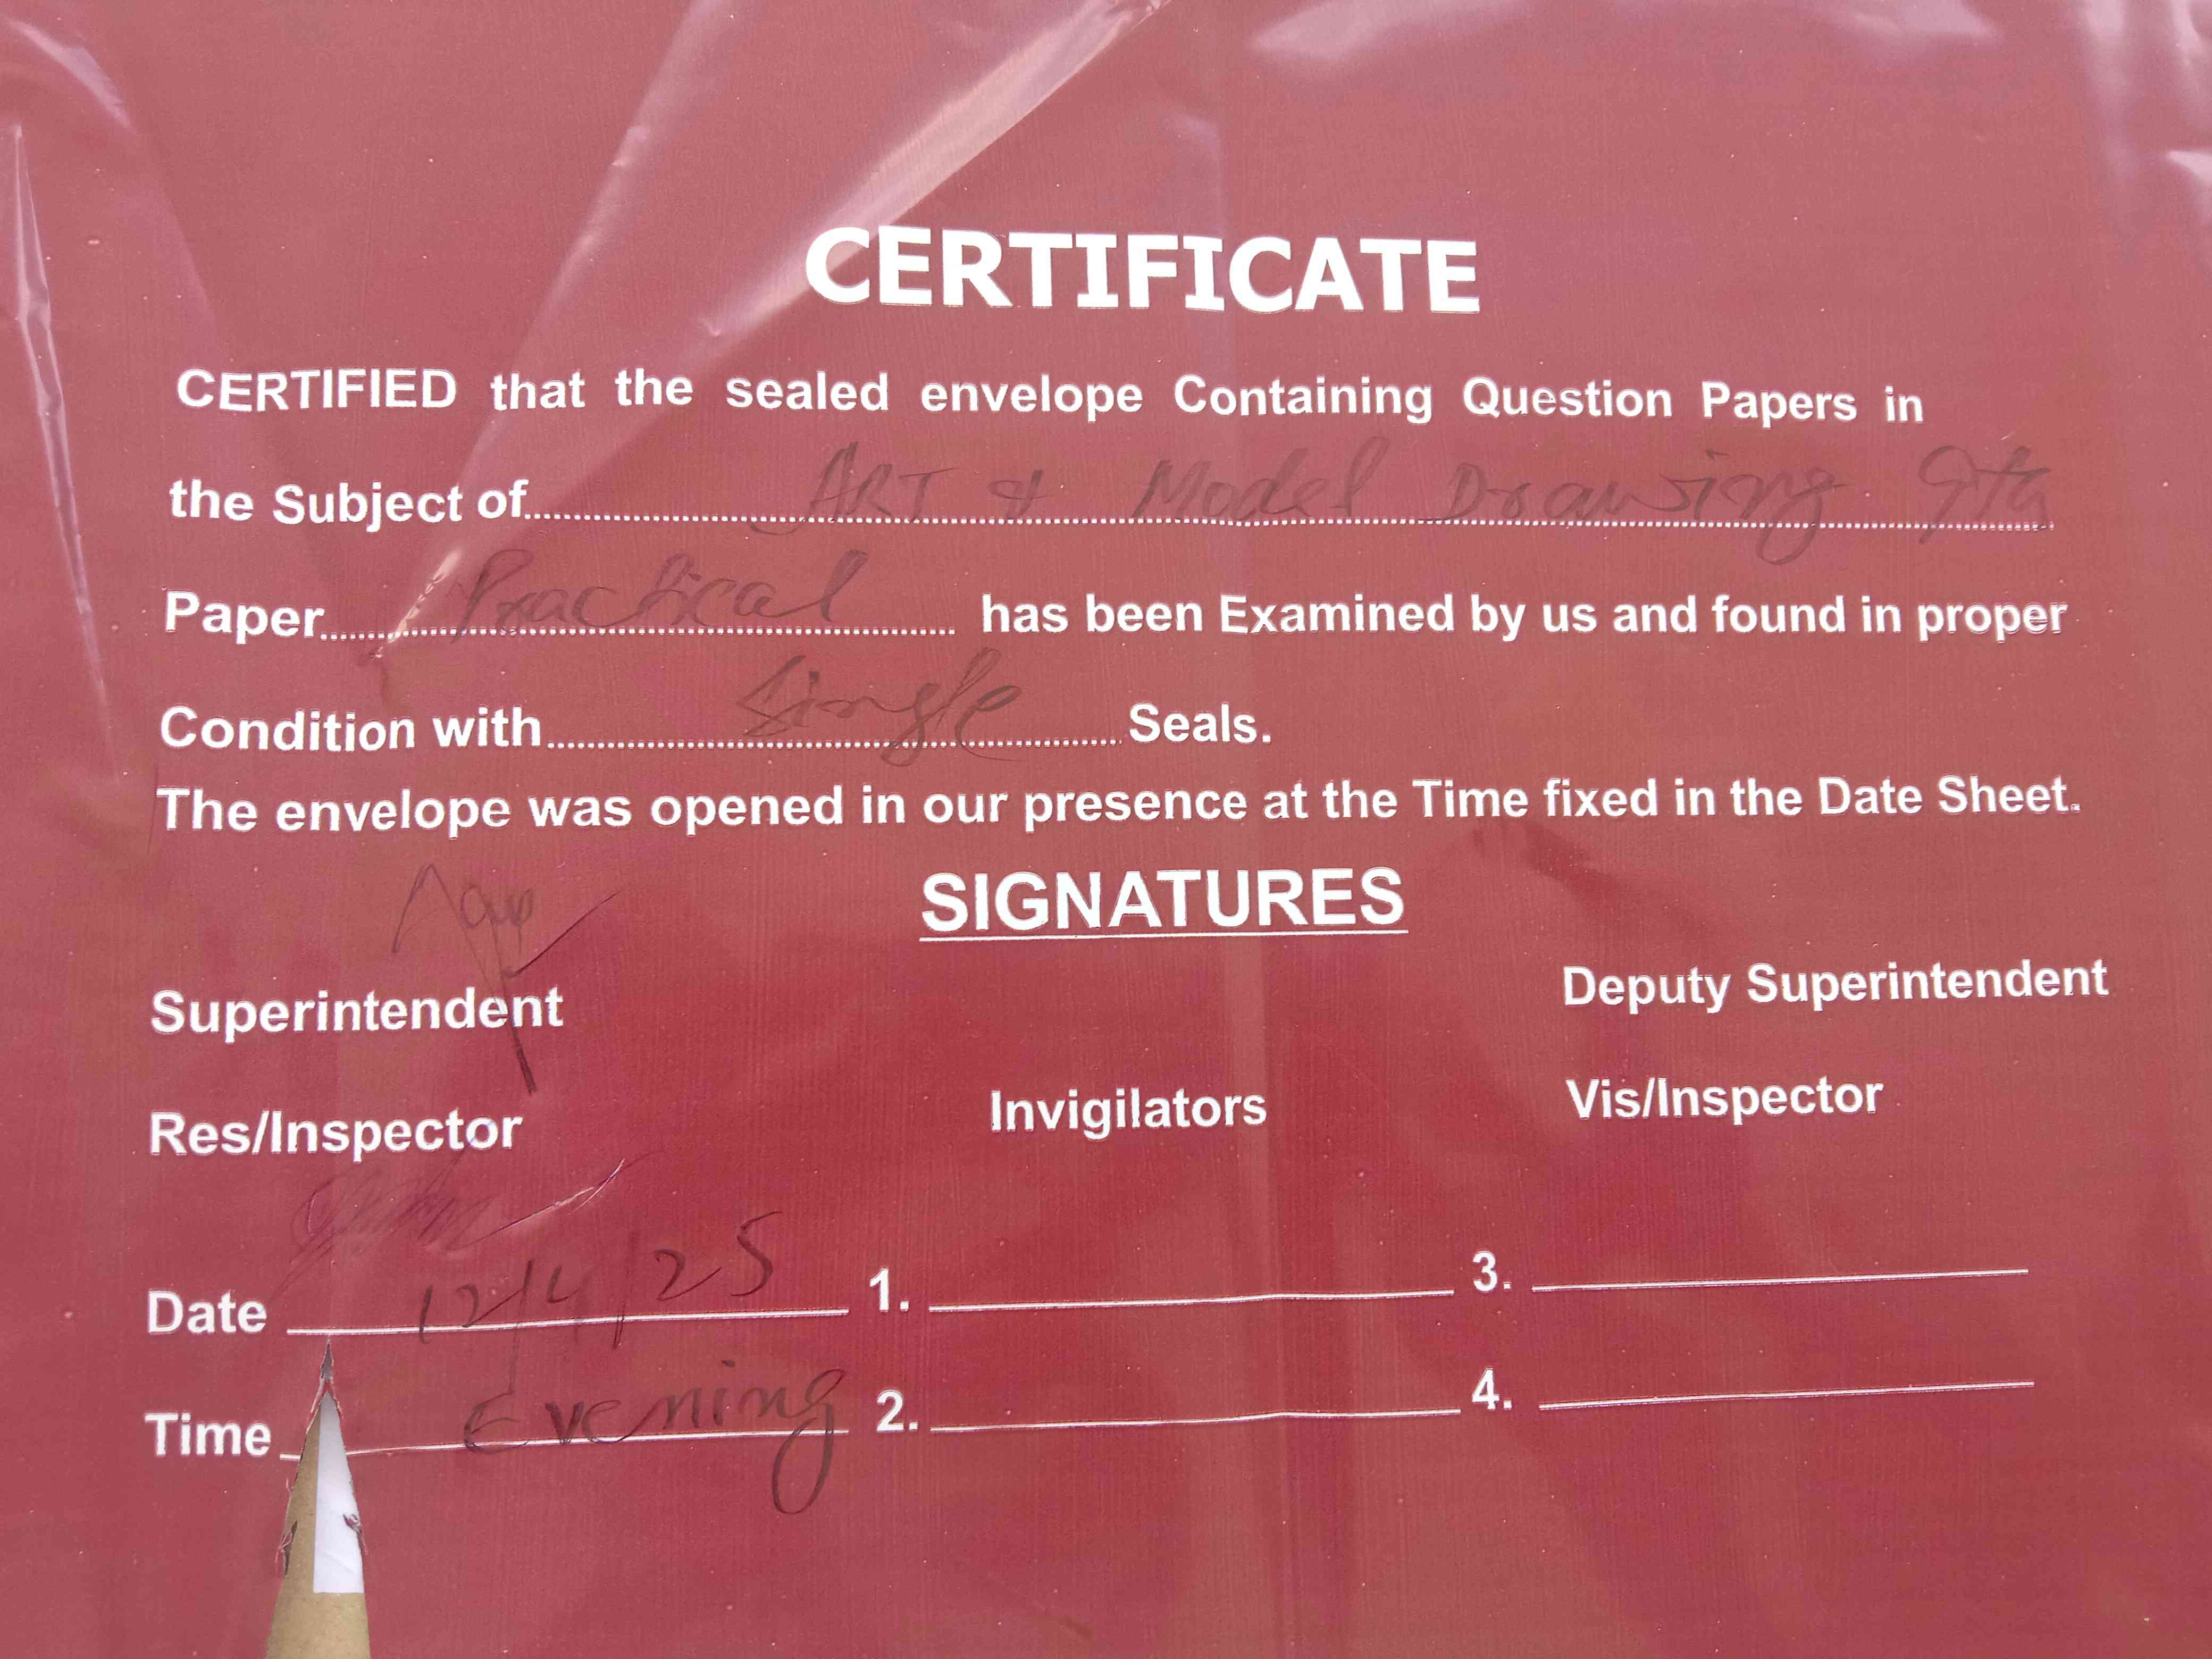 CERTIFICATE
CERTIFIED that the sealed envelope Containing Question Papers in
the Subject of ART & Model Drawing 9th
Paper Practical has been Examined by us and found in proper
Condition with Single Seals.
The envelope was opened in our presence at the Time fixed in the Date Sheet.
SIGNATURES
Superintendent
Deputy Superintendent
Res/Inspector
Invigilators
Vis/Inspector
Date 12/4/25 1. 3.
Time Evening 2. 4.